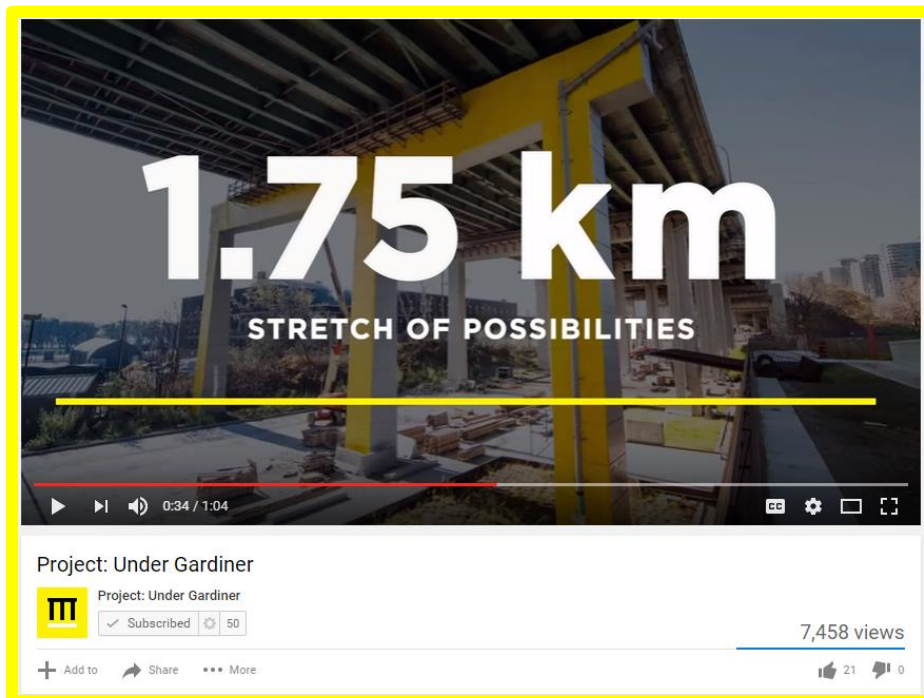 1.75 km
STRETCH OF POSSIBILITIES
0:34 / 1:04
CC
Project: Under Gardiner
Project: Under Gardiner
Subscribed 50
7,458 views
Add to Share More
21 0